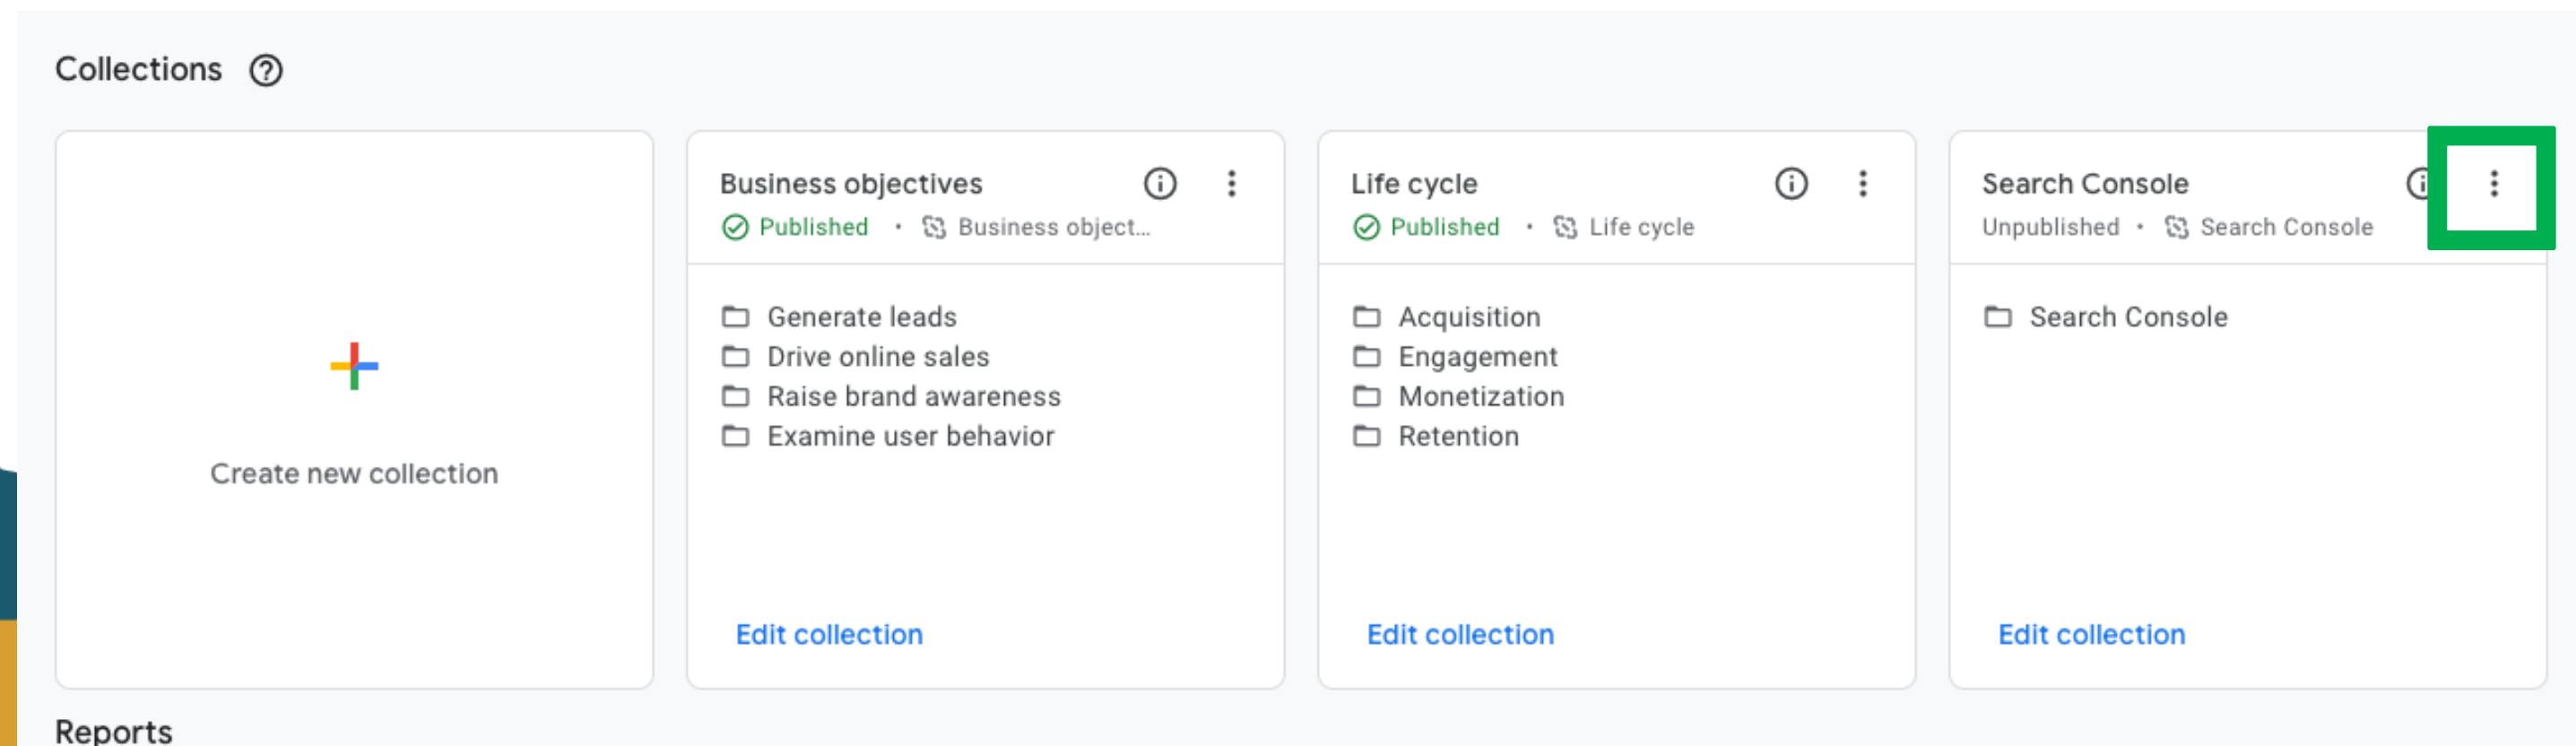 Collections
Create new collection
Business objectives
Published • Business object...
Generate leads
Drive online sales
Raise brand awareness
Examine user behavior
Edit collection
Life cycle
Published • Life cycle
Acquisition
Engagement
Monetization
Retention
Edit collection
Search Console
Unpublished • Search Console
Search Console
Edit collection
Reports